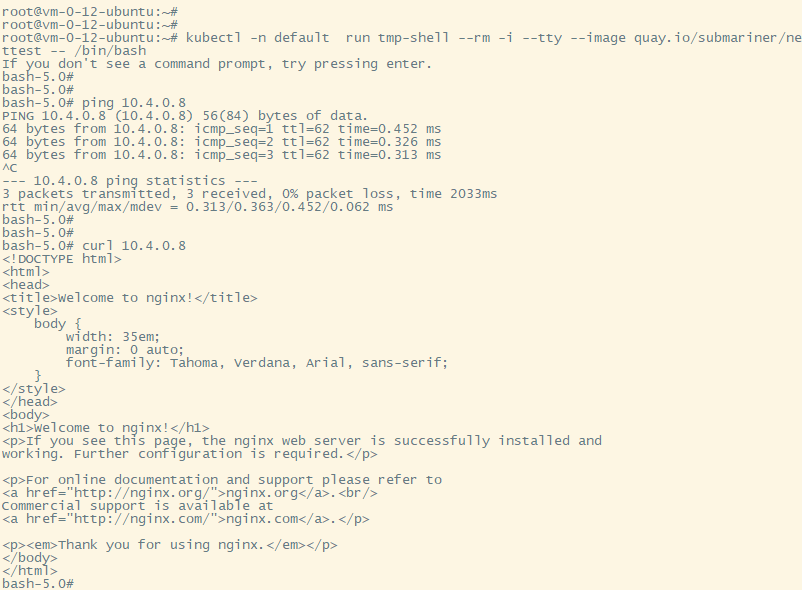 root@vm-0-12-ubuntu:~#
root@vm-0-12-ubuntu:~#
root@vm-0-12-ubuntu:~# kubectl -n default  run tmp-shell --rm -i --tty --image quay.io/submariner/ne
ttest -- /bin/bash
If you don't see a command prompt, try pressing enter.
bash-5.0#
bash-5.0#
bash-5.0# ping 10.4.0.8
PING 10.4.0.8 (10.4.0.8) 56(84) bytes of data.
64 bytes from 10.4.0.8: icmp_seq=1 ttl=62 time=0.452 ms
64 bytes from 10.4.0.8: icmp_seq=2 ttl=62 time=0.326 ms
64 bytes from 10.4.0.8: icmp_seq=3 ttl=62 time=0.313 ms
^C
--- 10.4.0.8 ping statistics ---
3 packets transmitted, 3 received, 0% packet loss, time 2033ms
rtt min/avg/max/mdev = 0.313/0.363/0.452/0.062 ms
bash-5.0#
bash-5.0#
bash-5.0# curl 10.4.0.8
<!DOCTYPE html>
<html>
<head>
<title>Welcome to nginx!</title>
<style>
    body {
        width: 35em;
        margin: 0 auto;
        font-family: Tahoma, Verdana, Arial, sans-serif;
    }
</style>
</head>
<body>
<h1>Welcome to nginx!</h1>
<p>If you see this page, the nginx web server is successfully installed and
working. Further configuration is required.</p>

<p>For online documentation and support please refer to
<a href="http://nginx.org/">nginx.org</a>.<br/>
Commercial support is available at
<a href="http://nginx.com/">nginx.com</a>.</p>

<p><em>Thank you for using nginx.</em></p>
</body>
</html>
bash-5.0#